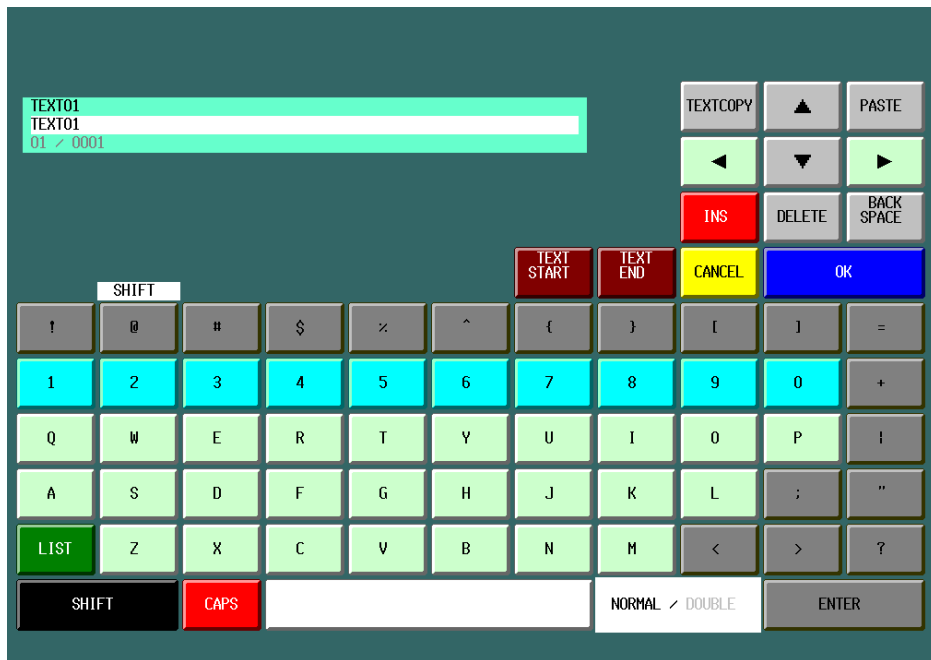 TEXT01
TEXT01
01 / 0001
TEXTCOPY ▲ PASTE
◄ ▼ ►
INS DELETE BACK SPACE
TEXT START TEXT END CANCEL OK
SHIFT
! @ # $ % ^ { } [ ] =
1 2 3 4 5 6 7 8 9 0 +
Q W E R T Y U I O P ¦
A S D F G H J K L ; "
LIST Z X C V B N M < > ?
SHIFT CAPS NORMAL / DOUBLE ENTER